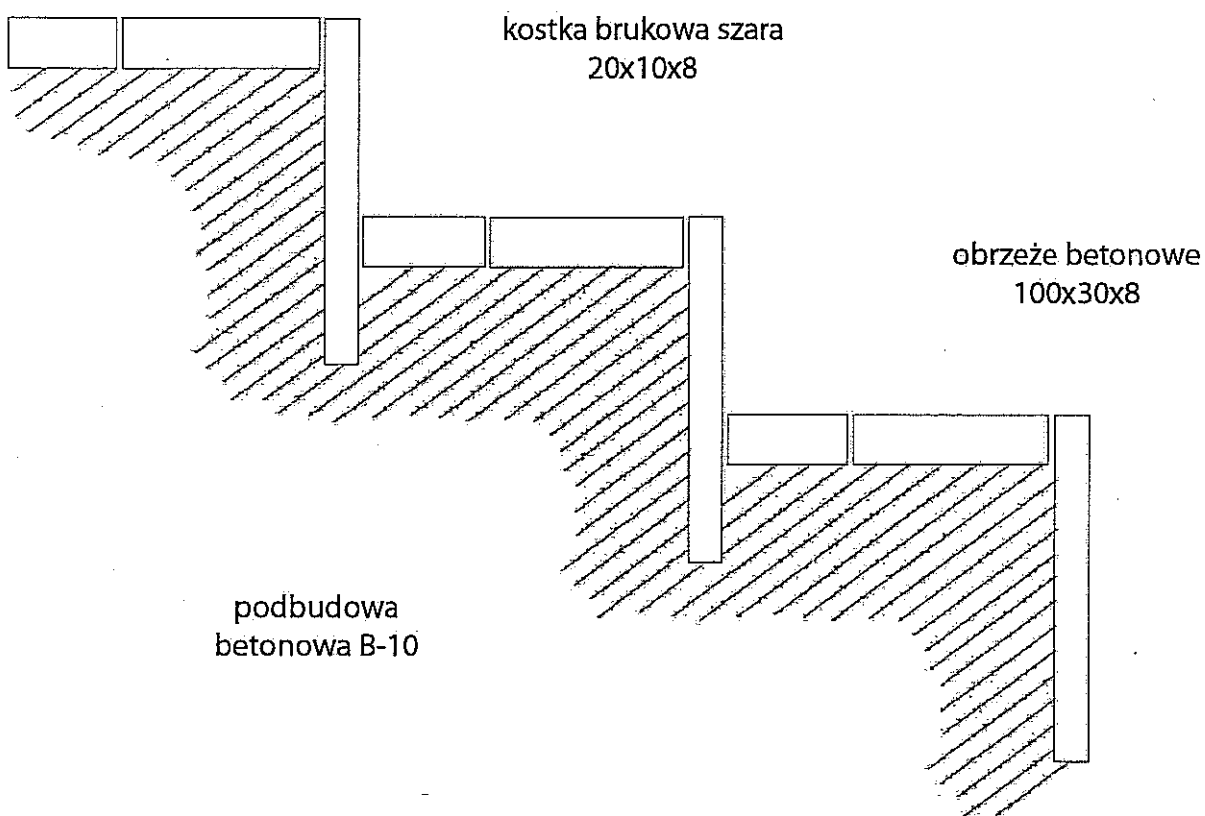 kostka brukowa szara
20x10x8
obrzeże betonowe
100x30x8
podbudowa
betonowa B-10